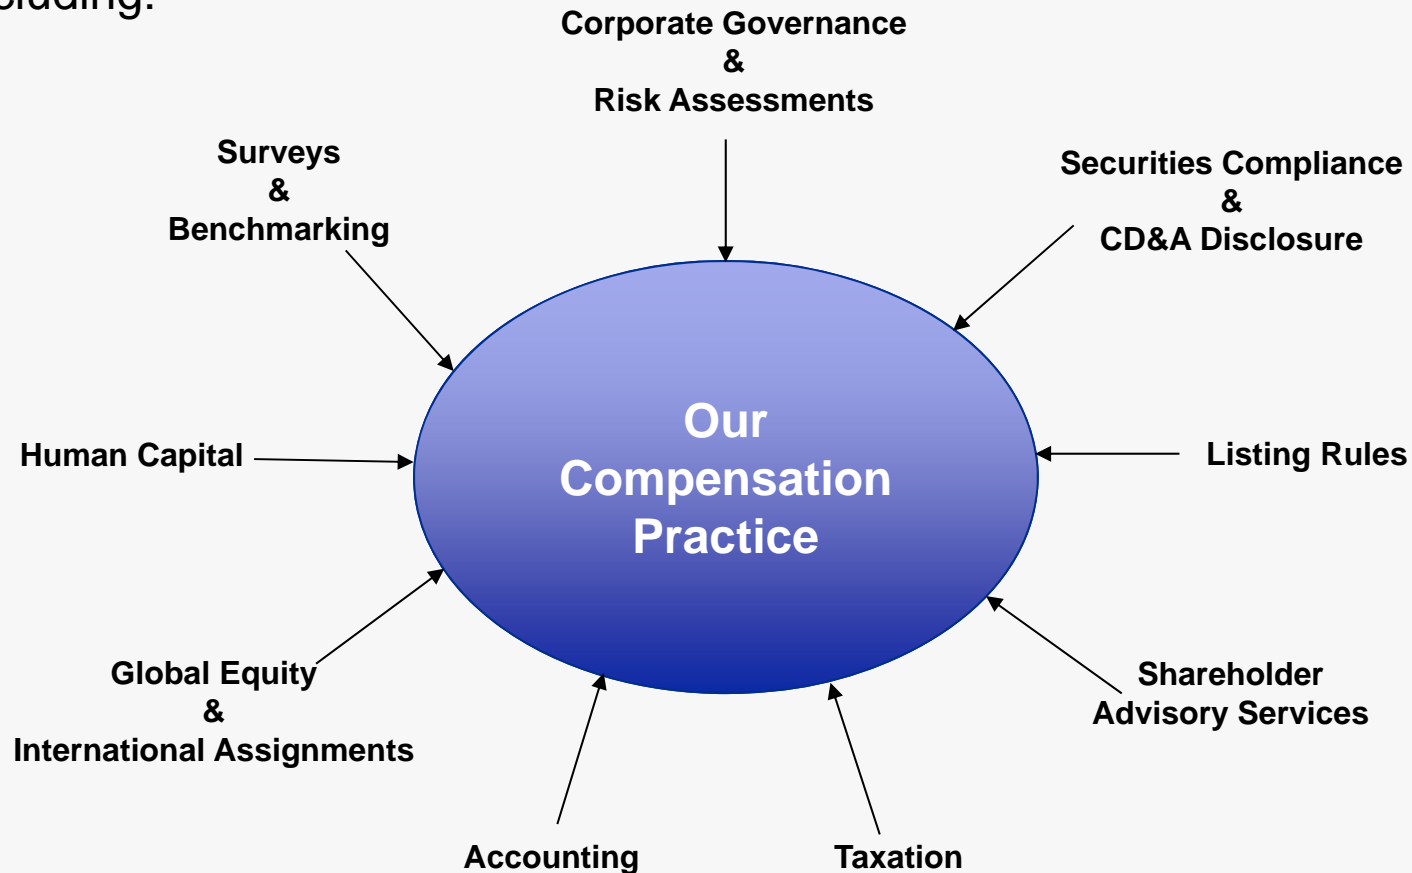 Corporate Governance
&
Risk Assessments
Surveys
&
Benchmarking
Securities Compliance
&
CD&A Disclosure
Our
Compensation
Practice
Human Capital
Listing Rules
Global Equity
&
International Assignments
Shareholder
Advisory Services
Accounting
Taxation